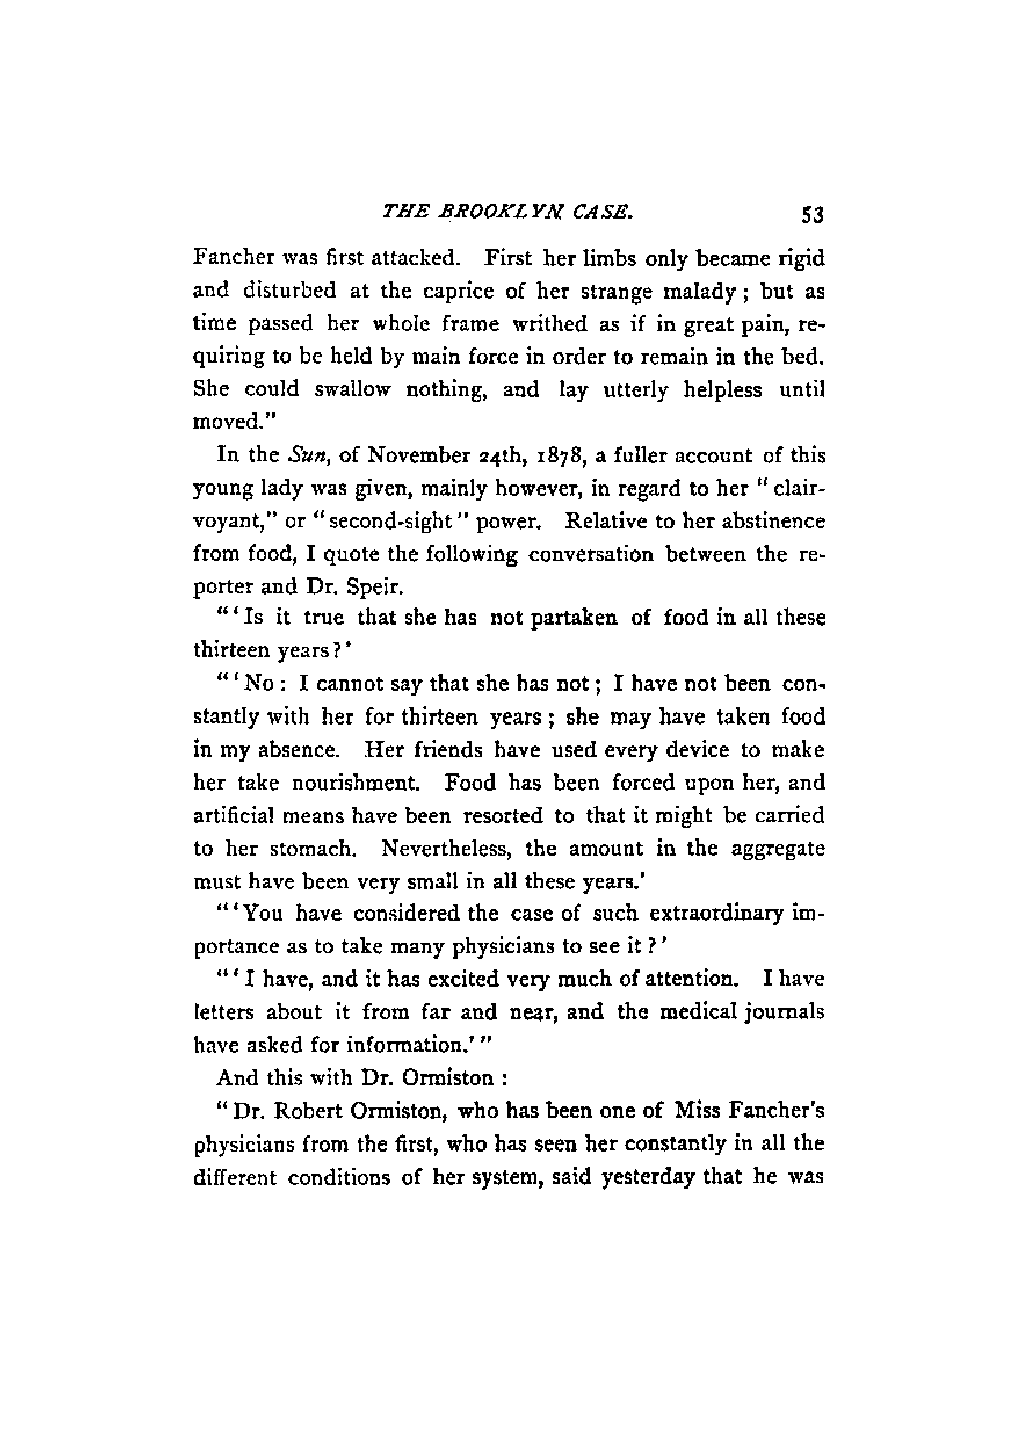 THE BROOKLYN CASE. 53
Fancher was first attacked. First her limbs only became rigid
and disturbed at the caprice of her strange malady; but as
time passed her whole frame writhed as if in great pain, re-
quiring to be held by main force in order to remain in the bed.
She could swallow nothing, and lay utterly helpless until
moved."
In the Sun, of November 24th, 1878, a fuller account of this
young lady was given, mainly however, in regard to her "clair-
voyant," or "second-sight" power. Relative to her abstinence
from food, I quote the following conversation between the re-
porter and Dr. Speir.
"'Is it true that she has not partaken of food in all these
thirteen years?'
"'No: I cannot say that she has not; I have not been con-
stantly with her for thirteen years; she may have taken food
in my absence. Her friends have used every device to make
her take nourishment. Food has been forced upon her, and
artificial means have been resorted to that it might be carried
to her stomach. Nevertheless, the amount in the aggregate
must have been very small in all these years.'
"'You have considered the case of such extraordinary im-
portance as to take many physicians to see it?'
"'I have, and it has excited very much of attention. I have
letters about it from far and near, and the medical journals
have asked for information.'"
And this with Dr. Ormiston:
"Dr. Robert Ormiston, who has been one of Miss Fancher's
physicians from the first, who has seen her constantly in all the
different conditions of her system, said yesterday that he was